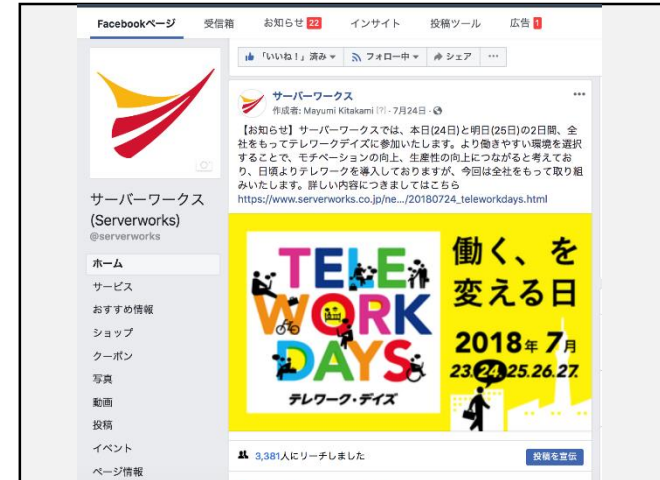 Facebookページ 受信箱 お知らせ 22 インサイト 投稿ツール 広告 1
「いいね！」済み フォロー中 シェア …
サーバーワークス
作成者: Mayumi Kitakami [?] · 7月24日 ·
【お知らせ】サーバーワークスでは、本日(24日)と明日(25日)の2日間、全
社をもってテレワークデイズに参加いたします。より働きやすい環境を選択
することで、モチベーションの向上、生産性の向上につながると考えてお
り、日頃よりテレワークを導入しておりますが、今回は全社をもって取り組
みいたします。詳しい内容につきましてはこちら
https://www.serverworks.co.jp/ne.../20180724_teleworkdays.html
サーバーワークス
(Serverworks)
@serverworks
ホーム
サービス
おすすめ情報
ショップ
クーポン
写真
動画
投稿
イベント
ページ情報
TELE
WORK
DAYS
テレワーク・デイズ
働く、を
変える日
2018年 7月
23.24.25.26.27.
3,381人にリーチしました
投稿を宣伝